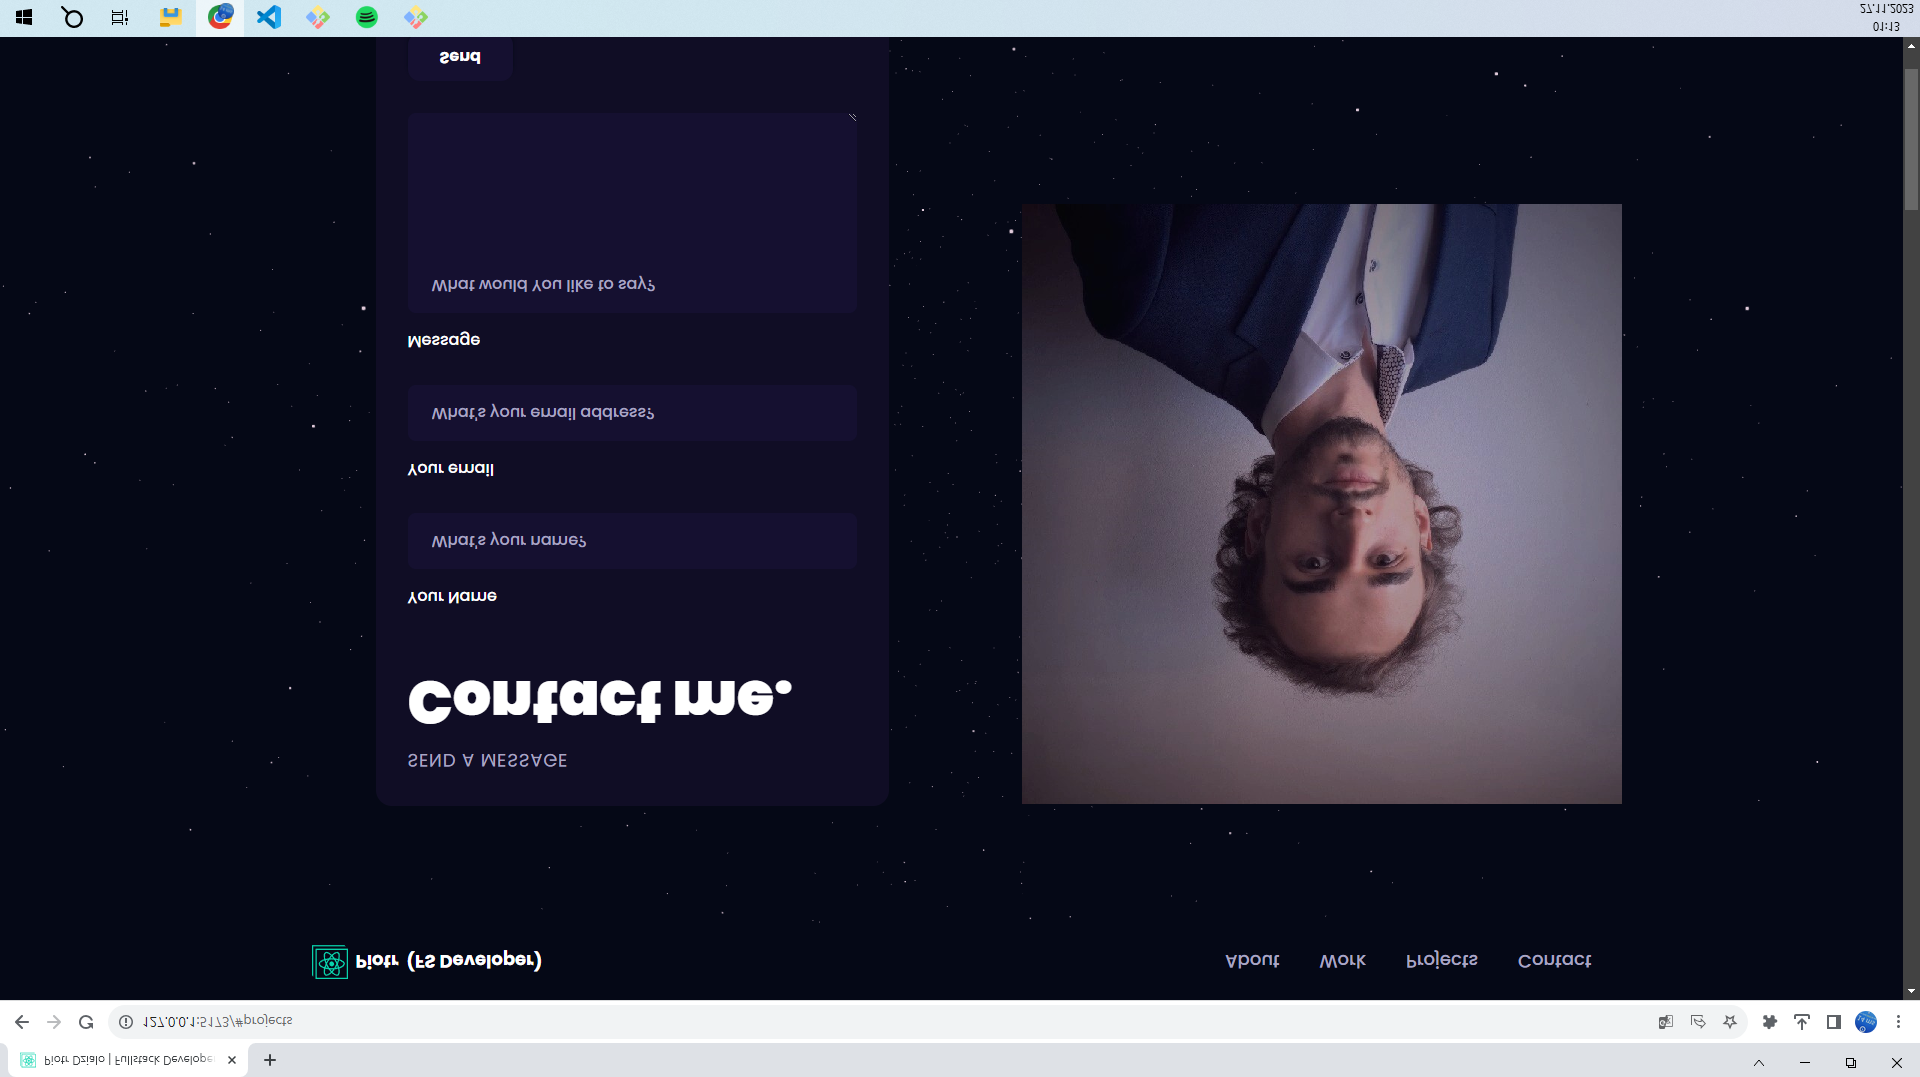 Piotr Dzialo | Fullstack Develope
127.0.0.1:5173/#projects
Piotr (FS Developer)
About Work Projects Contact
SEND A MESSAGE
Contact me.
Your Name
What's your name?
Your email
What's your email address?
Message
What would You like to say?
Send
01:13
27.11.2023